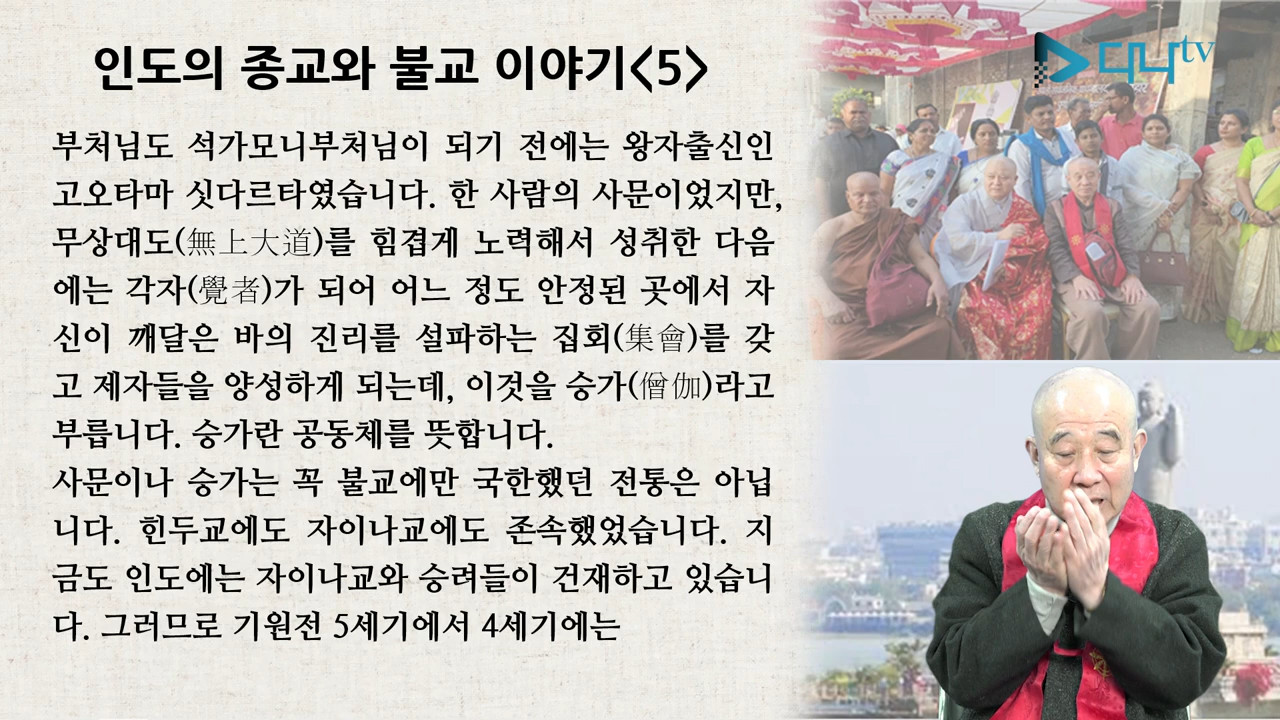 인도의 종교와 불교 이야기<5>
부처님도 석가모니부처님이 되기 전에는 왕자출신인
고오타마 싯다르타였습니다. 한 사람의 사문이었지만,
무상대도(無上大道)를 힘겹게 노력해서 성취한 다음
에는 각자(覺者)가 되어 어느 정도 안정된 곳에서 자
신이 깨달은 바의 진리를 설파하는 집회(集會)를 갖
고 제자들을 양성하게 되는데, 이것을 승가(僧伽)라고
부릅니다. 승가란 공동체를 뜻합니다.
사문이나 승가는 꼭 불교에만 국한했던 전통은 아닙
니다. 힌두교에도 자이나교에도 존속했었습니다. 지
금도 인도에는 자이나교와 승려들이 건재하고 있습니
다. 그러므로 기원전 5세기에서 4세기에는
tv